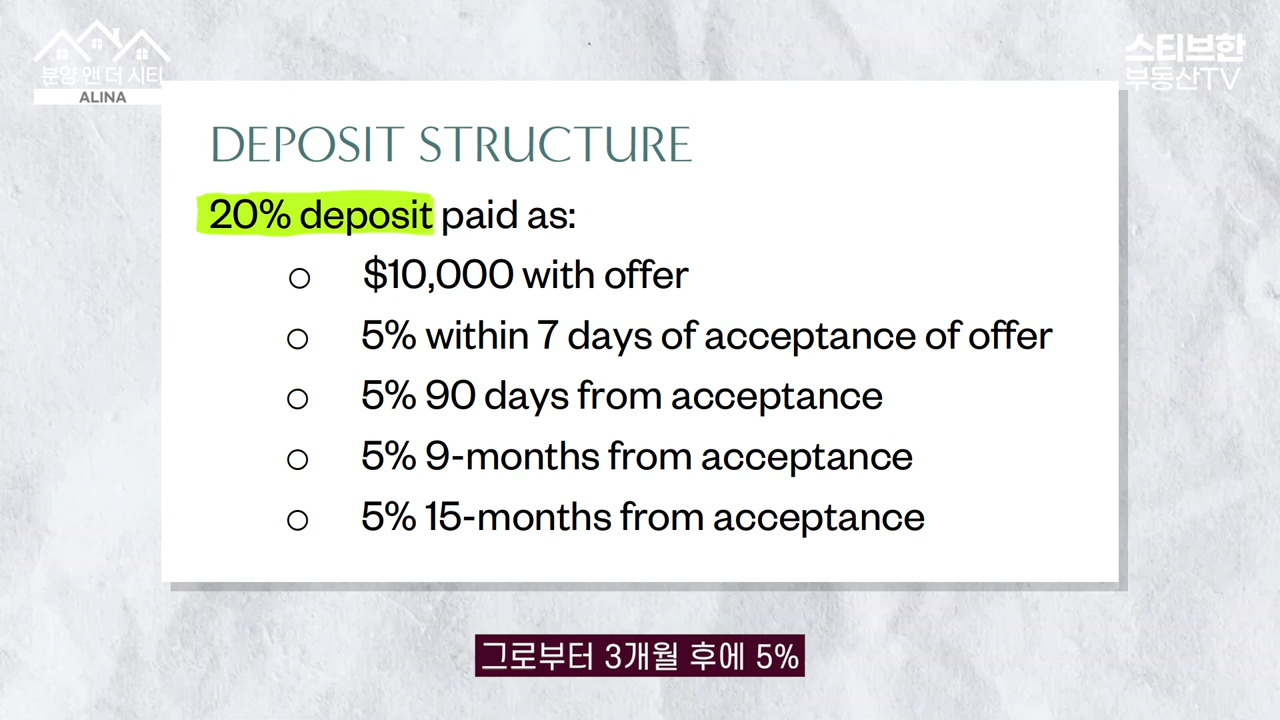 분양 앤 더 시티
ALINA
스티브한
부동산TV
DEPOSIT STRUCTURE
20% deposit paid as:
○ $10,000 with offer
○ 5% within 7 days of acceptance of offer
○ 5% 90 days from acceptance
○ 5% 9-months from acceptance
○ 5% 15-months from acceptance
그로부터 3개월 후에 5%